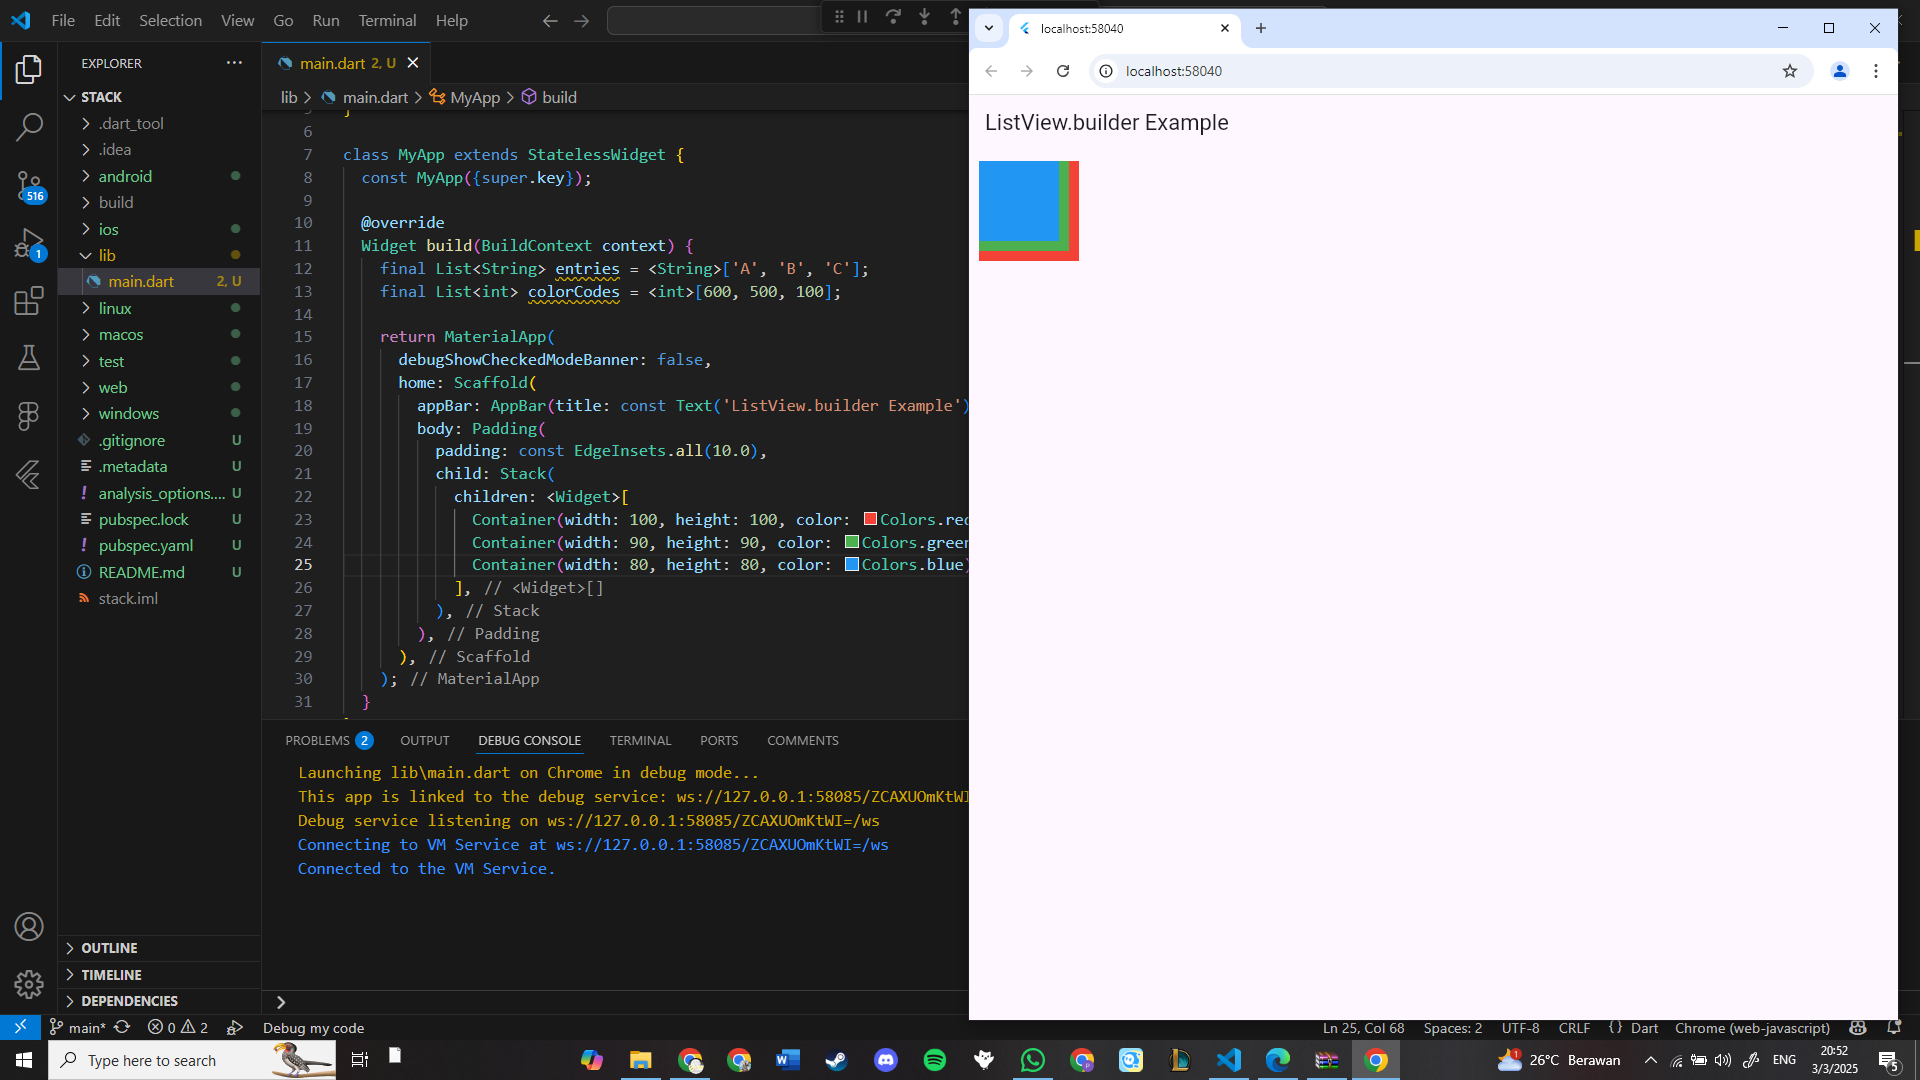 File Edit Selection View Go Run Terminal Help
EXPLORER
STACK
.dart_tool
.idea
android
build
ios
lib
main.dart 2, U
linux
macos
test
web
windows
.gitignore U
.metadata U
analysis_options.... U
pubspec.lock U
pubspec.yaml U
README.md U
stack.iml
OUTLINE
TIMELINE
DEPENDENCIES
516
1
main.dart 2, U
lib > main.dart > MyApp > build
5 }
6
7 class MyApp extends StatelessWidget {
8 const MyApp({super.key});
9
10 @override
11 Widget build(BuildContext context) {
12 final List<String> entries = <String>['A', 'B', 'C'];
13 final List<int> colorCodes = <int>[600, 500, 100];
14
15 return MaterialApp(
16 debugShowCheckedModeBanner: false,
17 home: Scaffold(
18 appBar: AppBar(title: const Text('ListView.builder Example')
19 body: Padding(
20 padding: const EdgeInsets.all(10.0),
21 child: Stack(
22 children: <Widget>[
23 Container(width: 100, height: 100, color: Colors.red
24 Container(width: 90, height: 90, color: Colors.green
25 Container(width: 80, height: 80, color: Colors.blue)
26 ], // <Widget>[]
27 ), // Stack
28 ), // Padding
29 ), // Scaffold
30 ); // MaterialApp
31 }
PROBLEMS 2 OUTPUT DEBUG CONSOLE TERMINAL PORTS COMMENTS
Launching lib\main.dart on Chrome in debug mode...
This app is linked to the debug service: ws://127.0.0.1:58085/ZCAXUOmKtWI
Debug service listening on ws://127.0.0.1:58085/ZCAXUOmKtWI=/ws
Connecting to VM Service at ws://127.0.0.1:58085/ZCAXUOmKtWI=/ws
Connected to the VM Service.
>
localhost:58040
localhost:58040
ListView.builder Example
main* 0 2 Debug my code
Ln 25, Col 68 Spaces: 2 UTF-8 CRLF {} Dart Chrome (web-javascript)
Type here to search
1 26°C Berawan ENG 20:52
3/3/2025
5